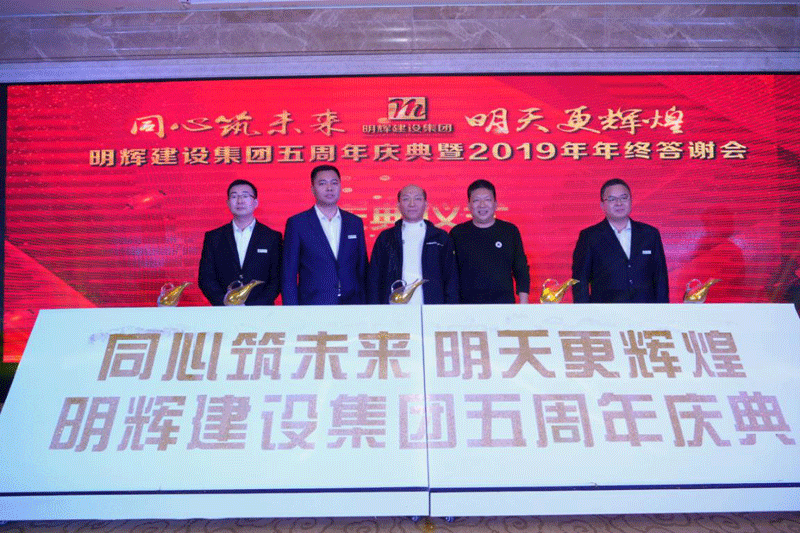 同心筑未来 明天更辉煌
m
明辉建设集团
明辉建设集团五周年庆典暨2019年年终答谢会
同心筑未来 明天更辉煌
明辉建设集团五周年庆典